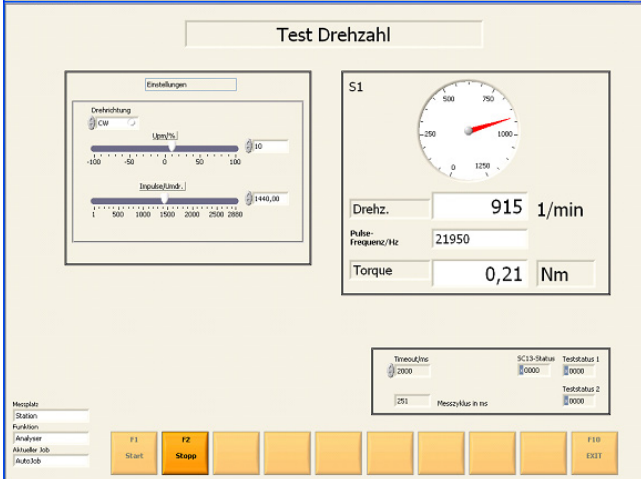 Test Drehzahl
Einstellungen
Drehrichtung
CW
Upm/%
10
-100 -50 0 50 100
Impulse/Umdr.
1440,00
1 500 1000 1500 2000 2500 2880
S1
500 750
250 1000
0 1250
Drehz. 915 1/min
Pulse-
Frequenz/Hz 21950
Torque 0,21 Nm
Timeout/ms SC13-Status Teststatus 1
2000 0000 0000
Teststatus 2
251 Messzyklus in ms 0000
Messplatz
Station
Funktion
Analyser
Aktueller Job
AutoJob
F1 F2 F10
Start Stopp EXIT